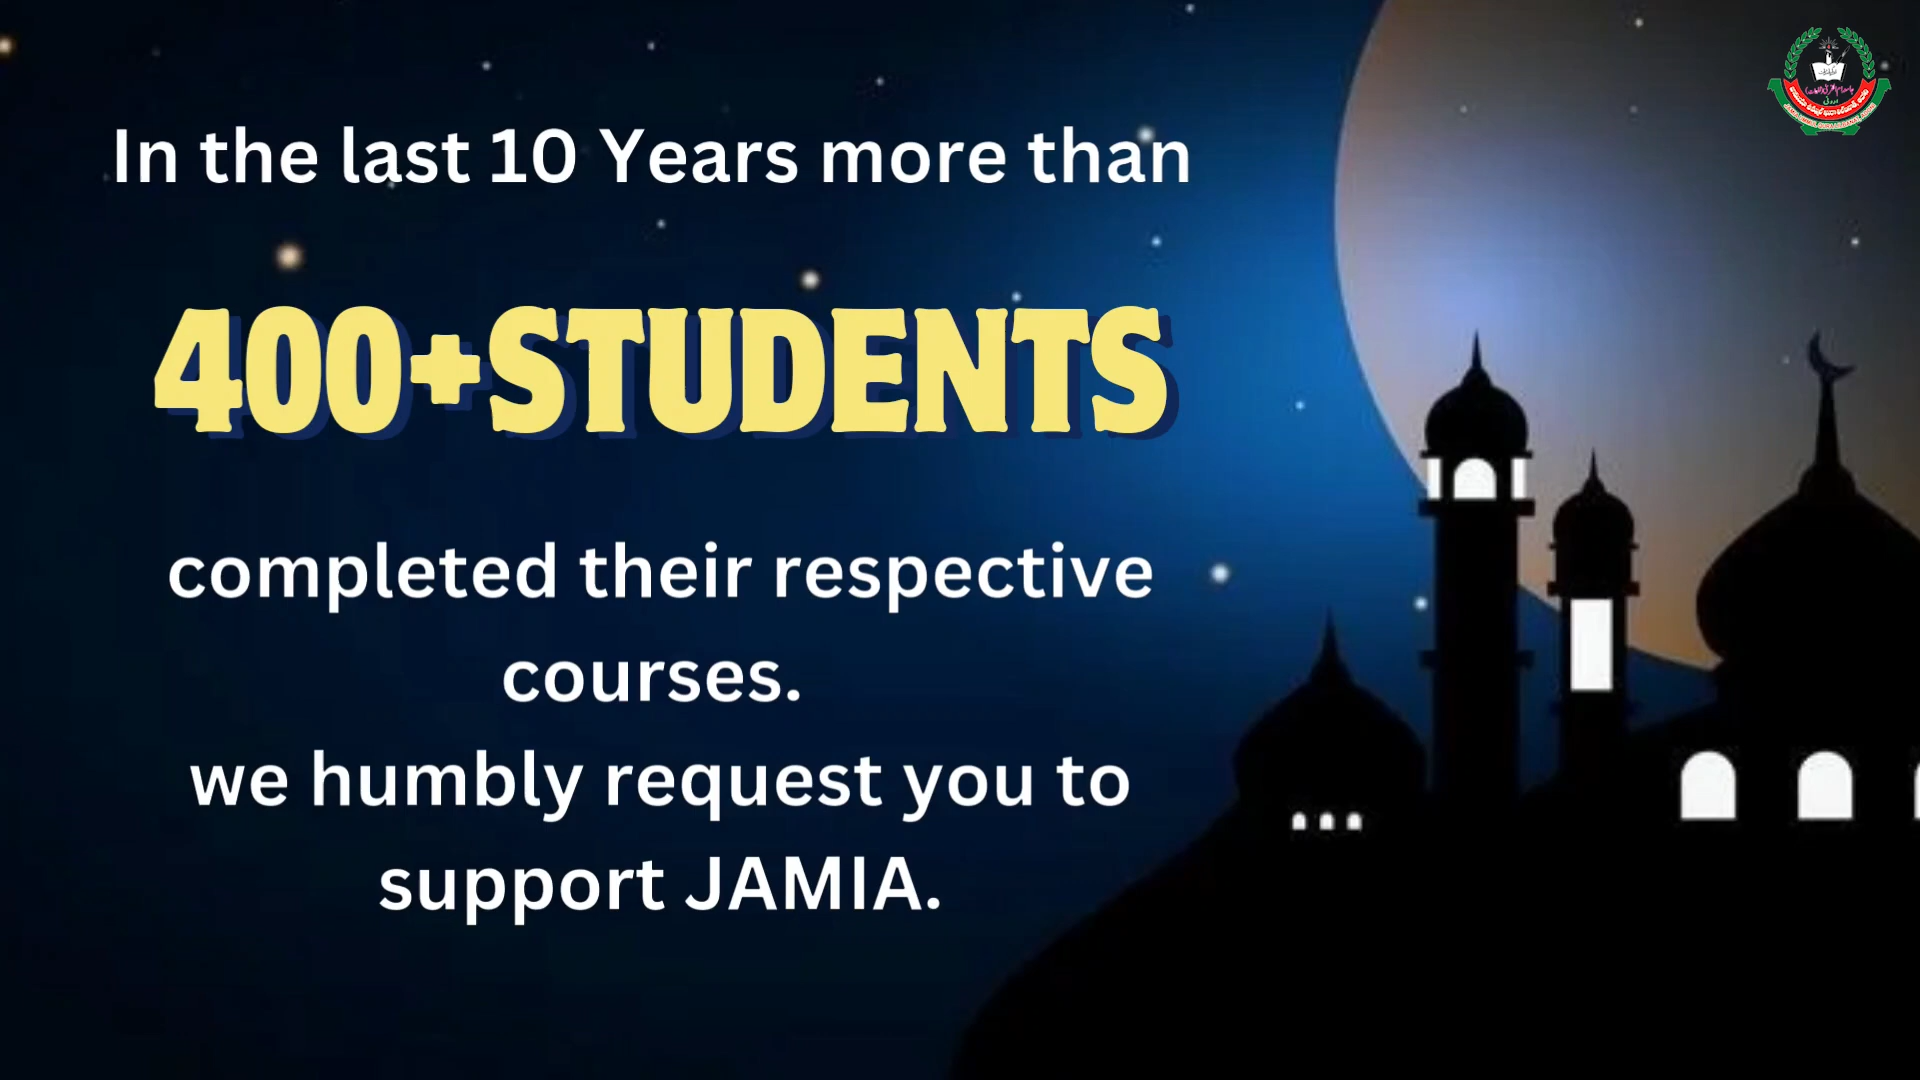 In the last 10 Years more than
400+STUDENTS
completed their respective
courses.
we humbly request you to
support JAMIA.